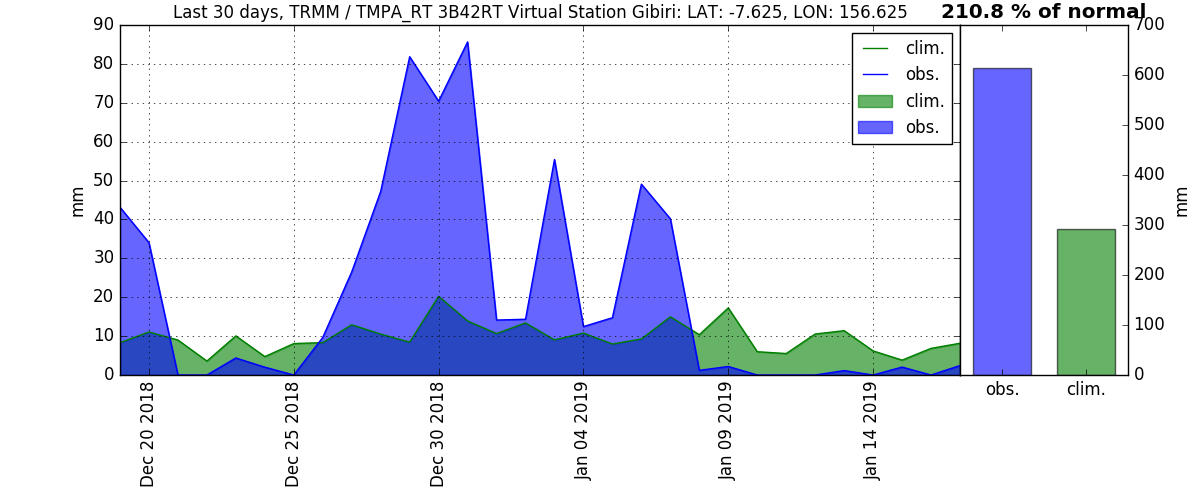 Last 30 days, TRMM / TMPA_RT 3B42RT Virtual Station Gibiri: LAT: -7.625, LON: 156.625
210.8 % of normal
90
80
70
60
50
40
30
20
10
0
mm
clim.
obs.
clim.
obs.
700
600
500
400
300
200
100
0
mm
Dec 20 2018
Dec 25 2018
Dec 30 2018
Jan 04 2019
Jan 09 2019
Jan 14 2019
obs.
clim.